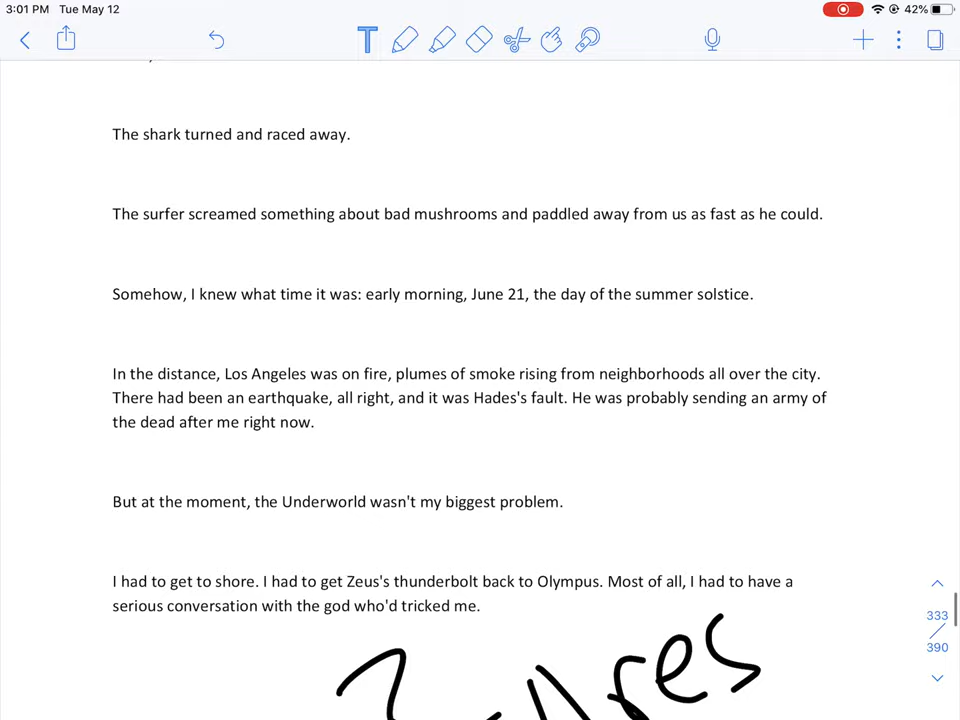 3:01 PM Tue May 12
42%
The shark turned and raced away.
The surfer screamed something about bad mushrooms and paddled away from us as fast as he could.
Somehow, I knew what time it was: early morning, June 21, the day of the summer solstice.
In the distance, Los Angeles was on fire, plumes of smoke rising from neighborhoods all over the city.
There had been an earthquake, all right, and it was Hades's fault. He was probably sending an army of
the dead after me right now.
But at the moment, the Underworld wasn't my biggest problem.
I had to get to shore. I had to get Zeus's thunderbolt back to Olympus. Most of all, I had to have a
serious conversation with the god who'd tricked me.
333
390